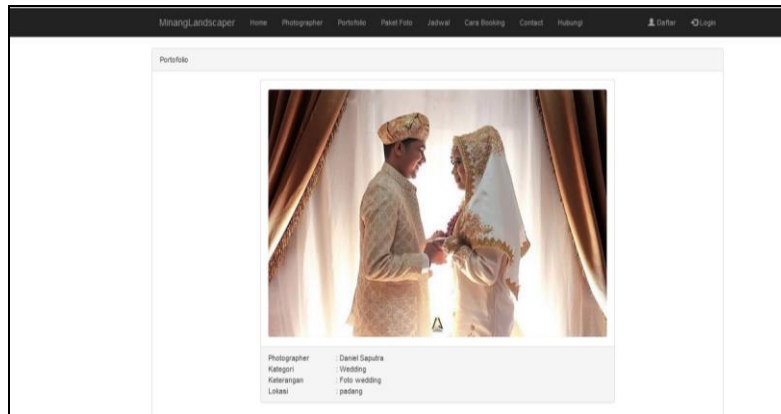 MinangLandscaper Home Photographer Portofolio Paket Foto Jadwal Cara Booking Contact Hubungi Daftar Login
Portofolio
Photographer : Daniel Saputra
Kategori : Wedding
Keterangan : Foto wedding
Lokasi : padang